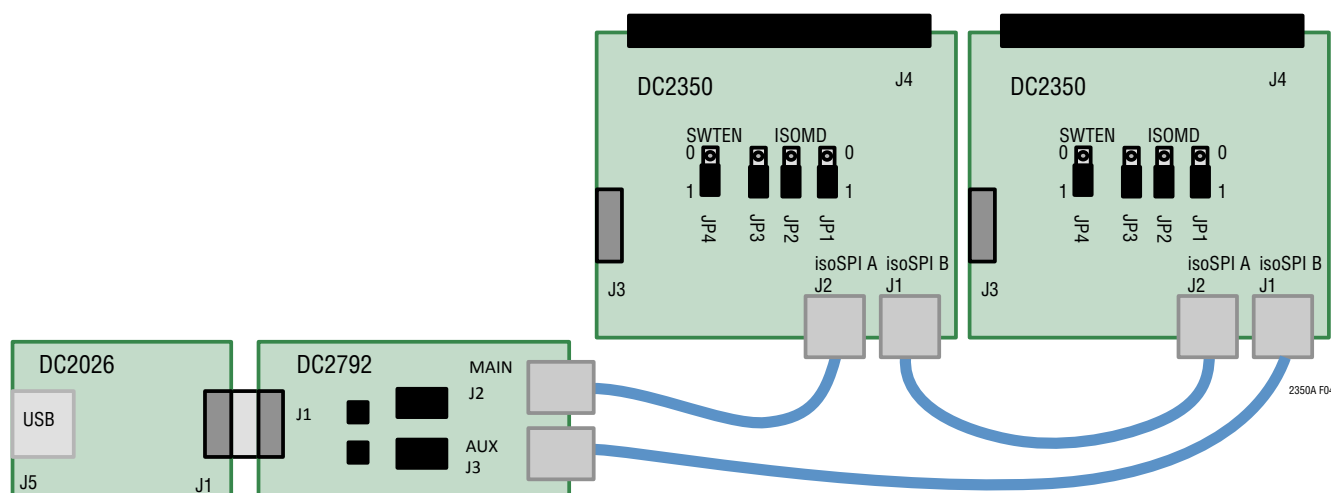 DC2350
J4
SWTEN ISOMD
0 0
1 1
JP4 JP3 JP2 JP1
isoSPI A isoSPI B
J3 J2 J1
DC2350
J4
SWTEN ISOMD
0 0
1 1
JP4 JP3 JP2 JP1
isoSPI A isoSPI B
J3 J2 J1
2350A F04
DC2026
USB
J5 J1
DC2792
MAIN
J2
J1
AUX
J3